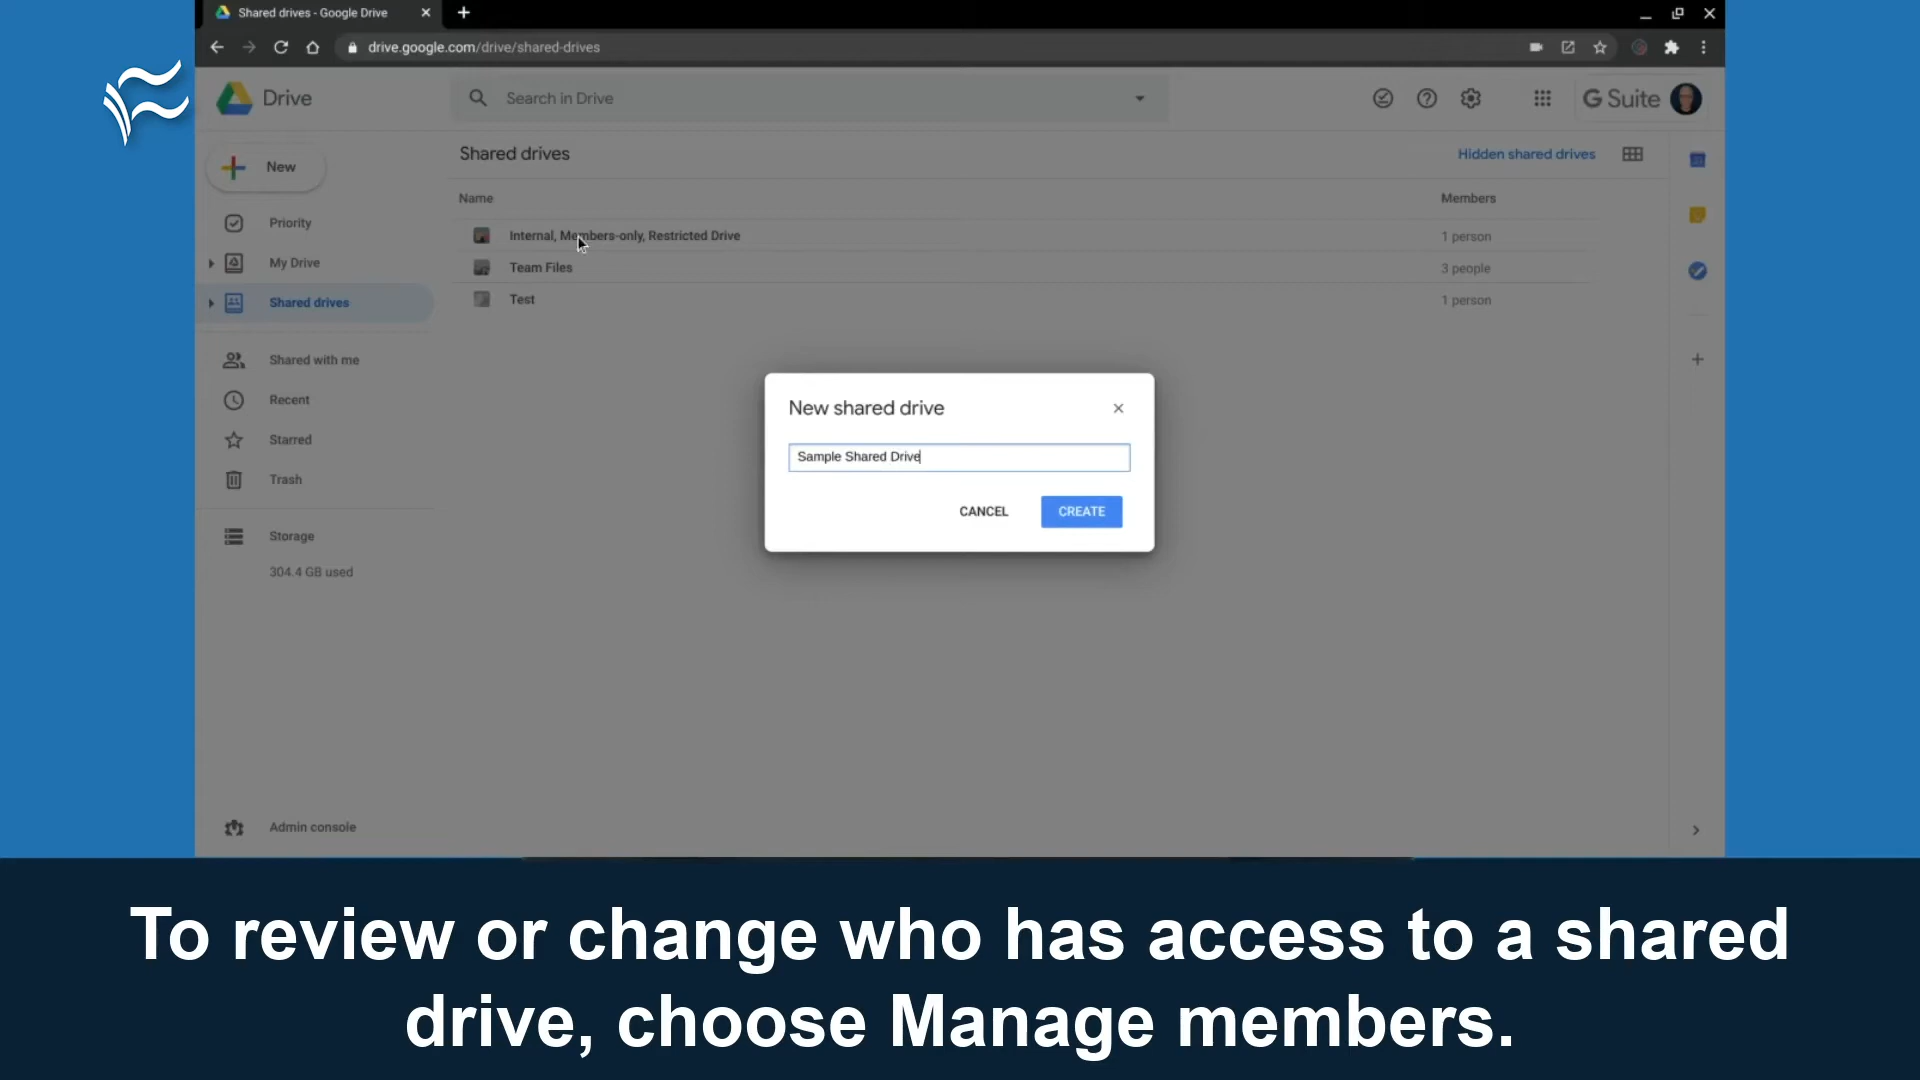 Shared drives - Google Drive
drive.google.com/drive/shared-drives
Drive
Search in Drive
G Suite
New
Shared drives
Hidden shared drives
Name
Members
Priority
Internal, Members-only, Restricted Drive
1 person
My Drive
Team Files
3 people
Shared drives
Test
1 person
Shared with me
Recent
Starred
Trash
Storage
304.4 GB used
New shared drive
Sample Shared Drive
CANCEL
CREATE
Admin console
To review or change who has access to a shared
drive, choose Manage members.